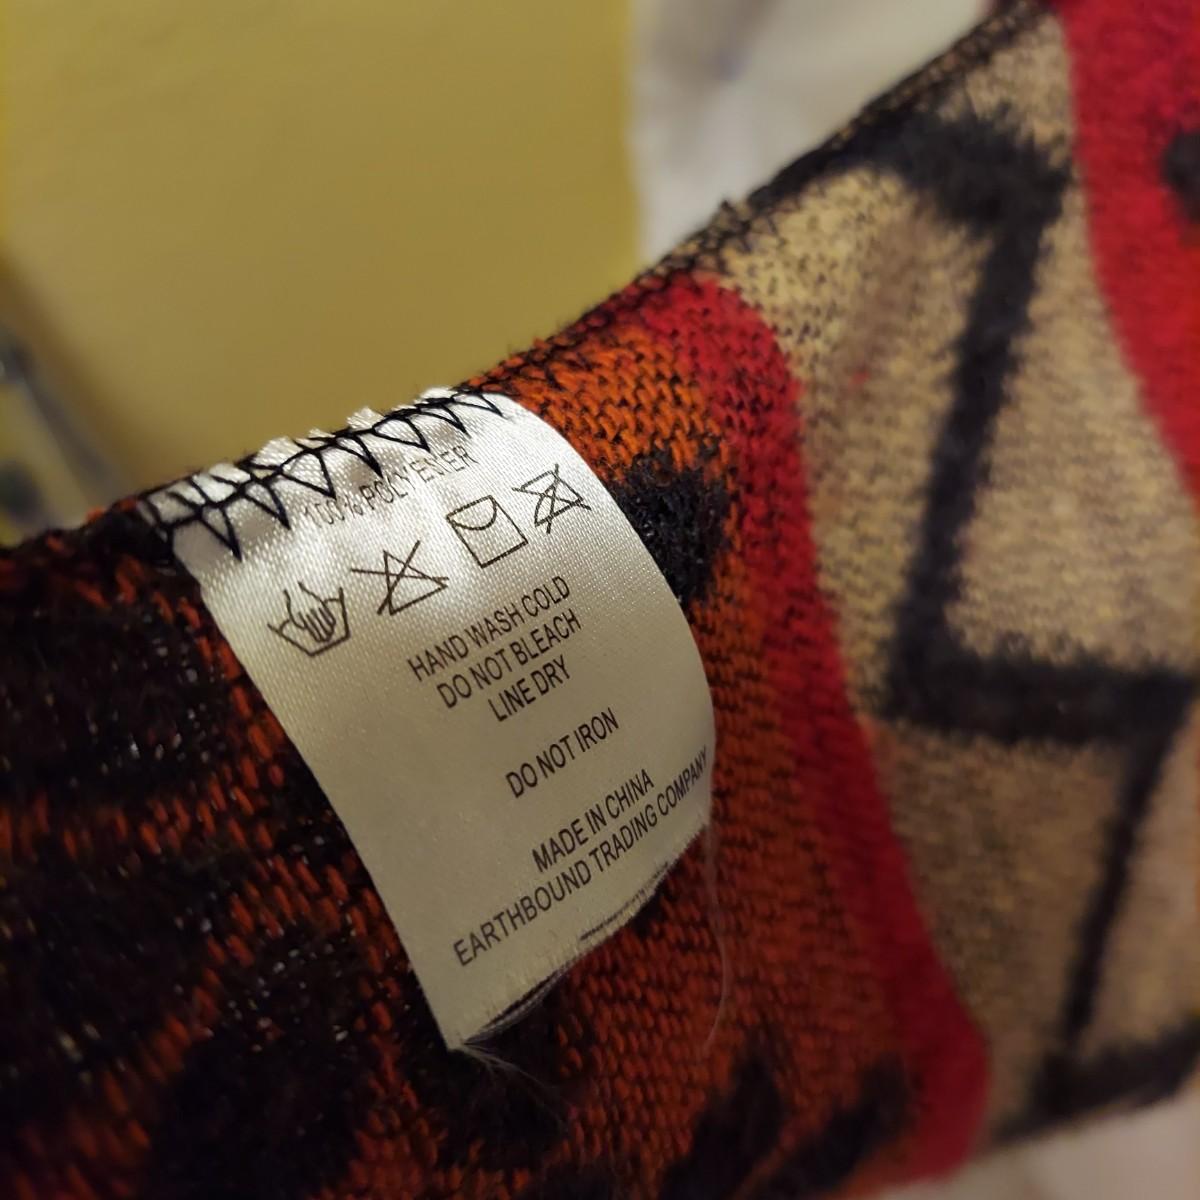 100% POLYESTER
HAND WASH COLD
DO NOT BLEACH
LINE DRY
DO NOT IRON
MADE IN CHINA
EARTHBOUND TRADING COMPANY